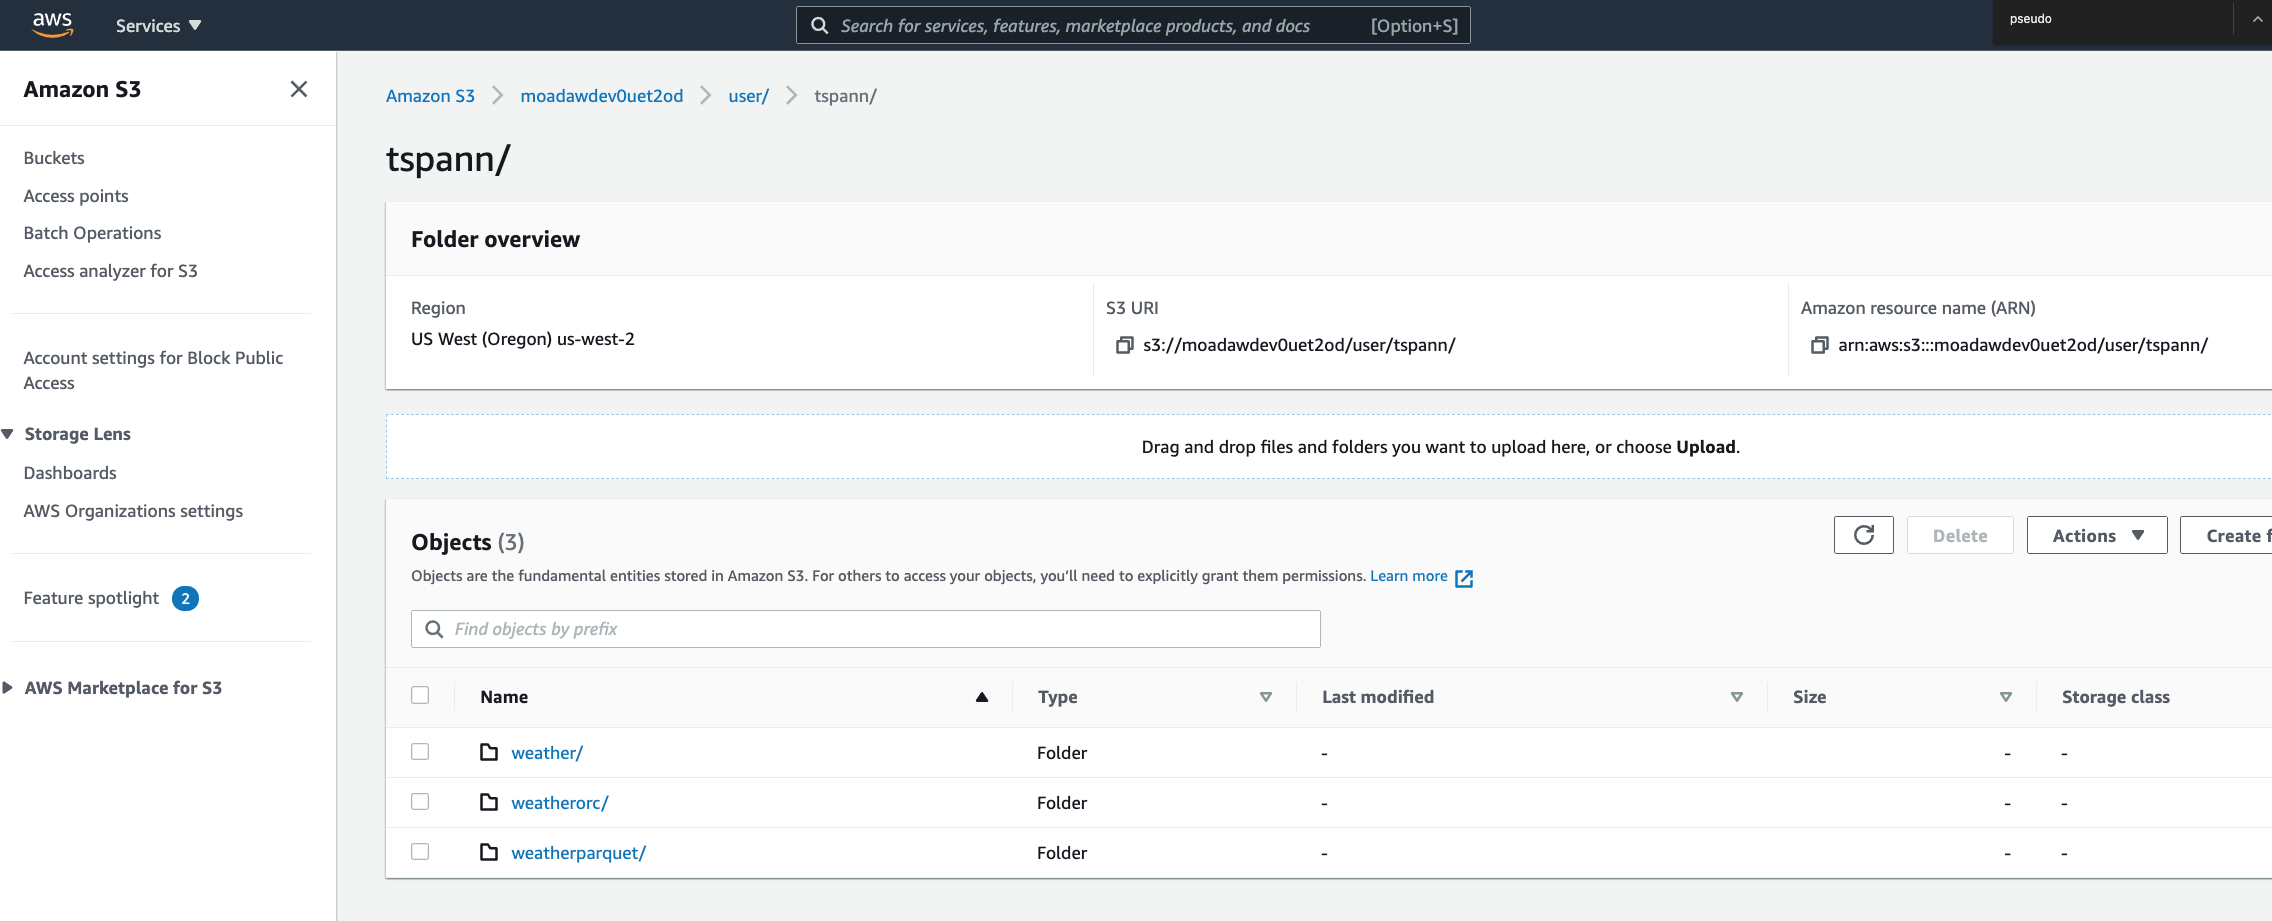 aws
Services
Search for services, features, marketplace products, and docs
[Option+S]
pseudo
Amazon S3
Buckets
Access points
Batch Operations
Access analyzer for S3
Account settings for Block Public
Access
Storage Lens
Dashboards
AWS Organizations settings
Feature spotlight 2
AWS Marketplace for S3
Amazon S3 > moadawdev0uet2od > user/ > tspann/
tspann/
Folder overview
Region
US West (Oregon) us-west-2
S3 URI
s3://moadawdev0uet2od/user/tspann/
Amazon resource name (ARN)
arn:aws:s3:::moadawdev0uet2od/user/tspann/
Drag and drop files and folders you want to upload here, or choose Upload.
Objects (3)
Delete
Actions
Create f
Objects are the fundamental entities stored in Amazon S3. For others to access your objects, you'll need to explicitly grant them permissions. Learn more
Find objects by prefix
Name Type Last modified Size Storage class
weather/ Folder - - -
weatherorc/ Folder - - -
weatherparquet/ Folder - - -